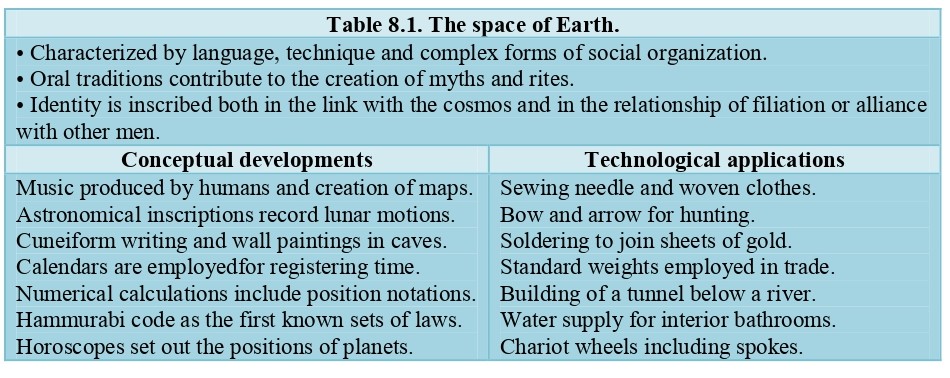 Table 8.1. The space of Earth.
• Characterized by language, technique and complex forms of social organization.
• Oral traditions contribute to the creation of myths and rites.
• Identity is inscribed both in the link with the cosmos and in the relationship of filiation or alliance
with other men.
Conceptual developments
Music produced by humans and creation of maps.
Astronomical inscriptions record lunar motions.
Cuneiform writing and wall paintings in caves.
Calendars are employedfor registering time.
Numerical calculations include position notations.
Hammurabi code as the first known sets of laws.
Horoscopes set out the positions of planets.
Technological applications
Sewing needle and woven clothes.
Bow and arrow for hunting.
Soldering to join sheets of gold.
Standard weights employed in trade.
Building of a tunnel below a river.
Water supply for interior bathrooms.
Chariot wheels including spokes.